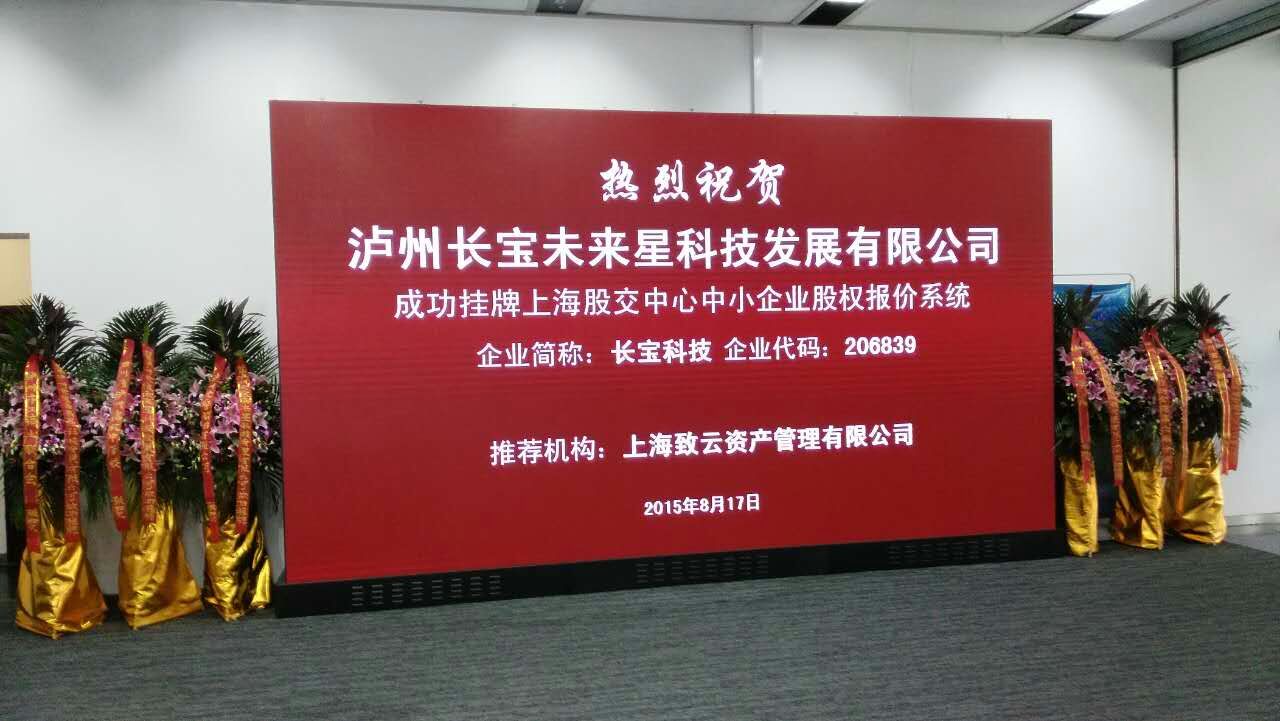 热烈祝贺
泸州长宝未来星科技发展有限公司
成功挂牌上海股交中心中小企业股权报价系统
企业简称：长宝科技 企业代码：206839
推荐机构：上海致云资产管理有限公司
2015年8月17日